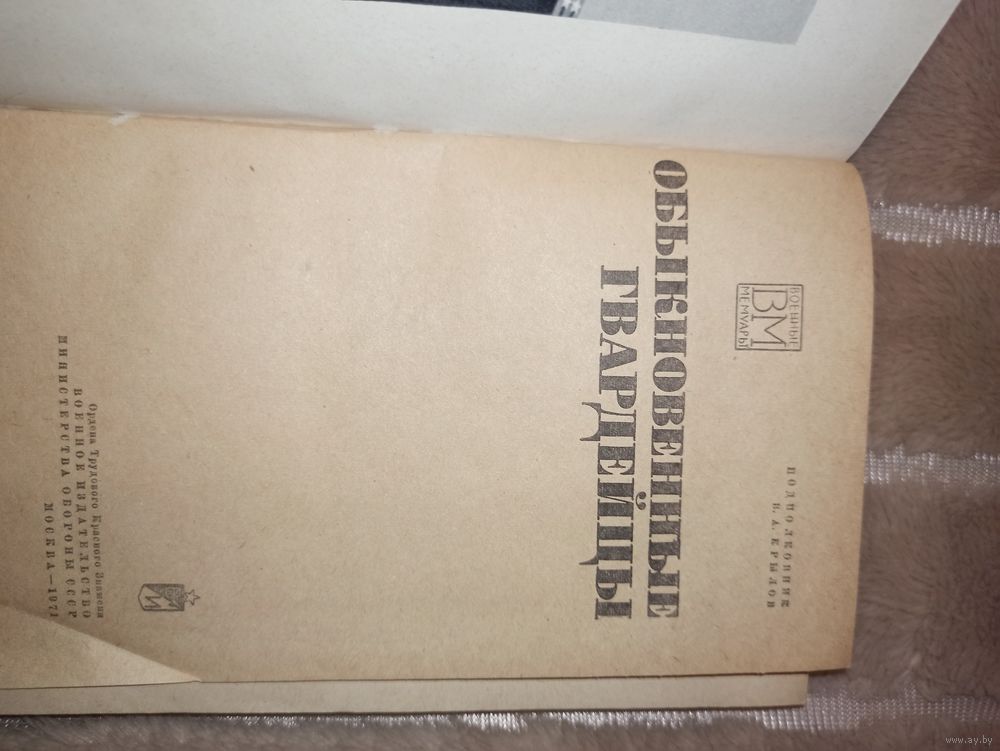 ПОДПОЛКОВНИК
В. А. КРЫЛОВ
ВОЕННЫЕ
ВМ
МЕМУАРЫ
ОБЫКНОВЕННЫЕ
ГВАРДЕЙЦЫ
Ордена Трудового Красного Знамени
ВОЕННОЕ ИЗДАТЕЛЬСТВО
МИНИСТЕРСТВА ОБОРОНЫ СССР
МОСКВА—1971
www.ay.by